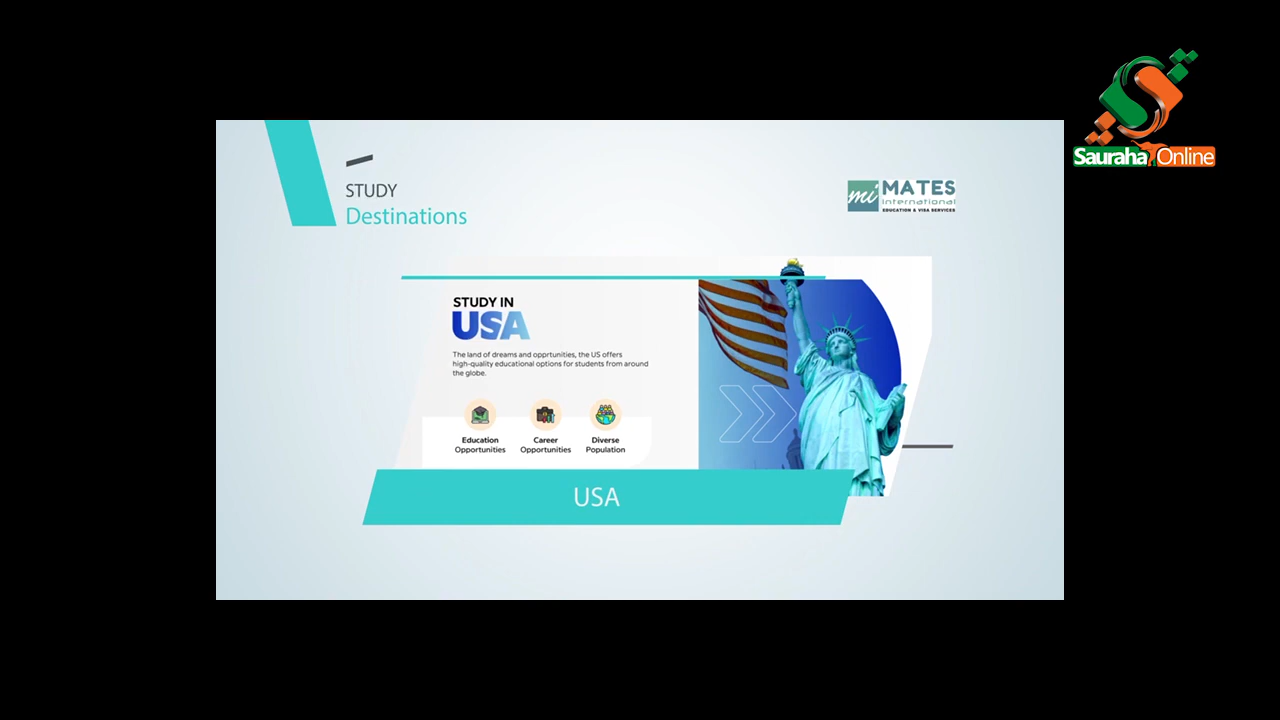 Sauraha Online
STUDY
Destinations
mi MATES
International
EDUCATION & VISA SERVICES
STUDY IN
USA
The land of dreams and opprtunities, the US offers
high-quality educational options for students from around
the globe.
Education
Opportunities
Career
Opportunities
Diverse
Population
USA